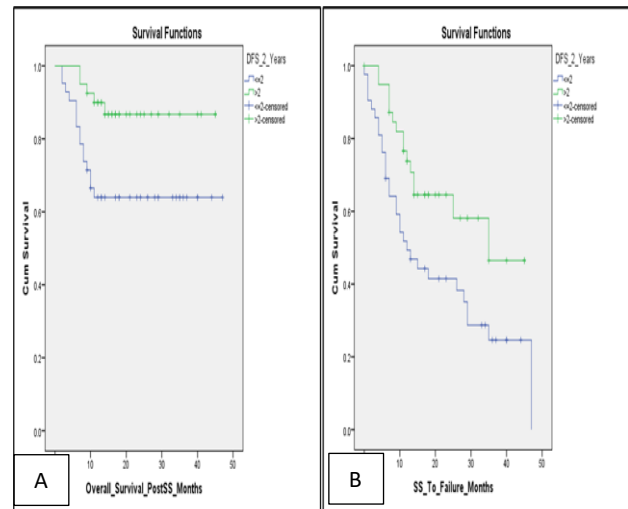 Survival Functions
DFS_2_Years
<=2
>2
<=2-censored
>2-censored
1.0
0.8
0.6
0.4
0.2
0.0
Cum Survival
0 10 20 30 40 50
Overall_Survival_PostSS_Months
A
Survival Functions
DFS_2_Years
<=2
>2
<=2-censored
>2-censored
1.0
0.8
0.6
0.4
0.2
0.0
Cum Survival
0 10 20 30 40 50
SS_To_Failure_Months
B